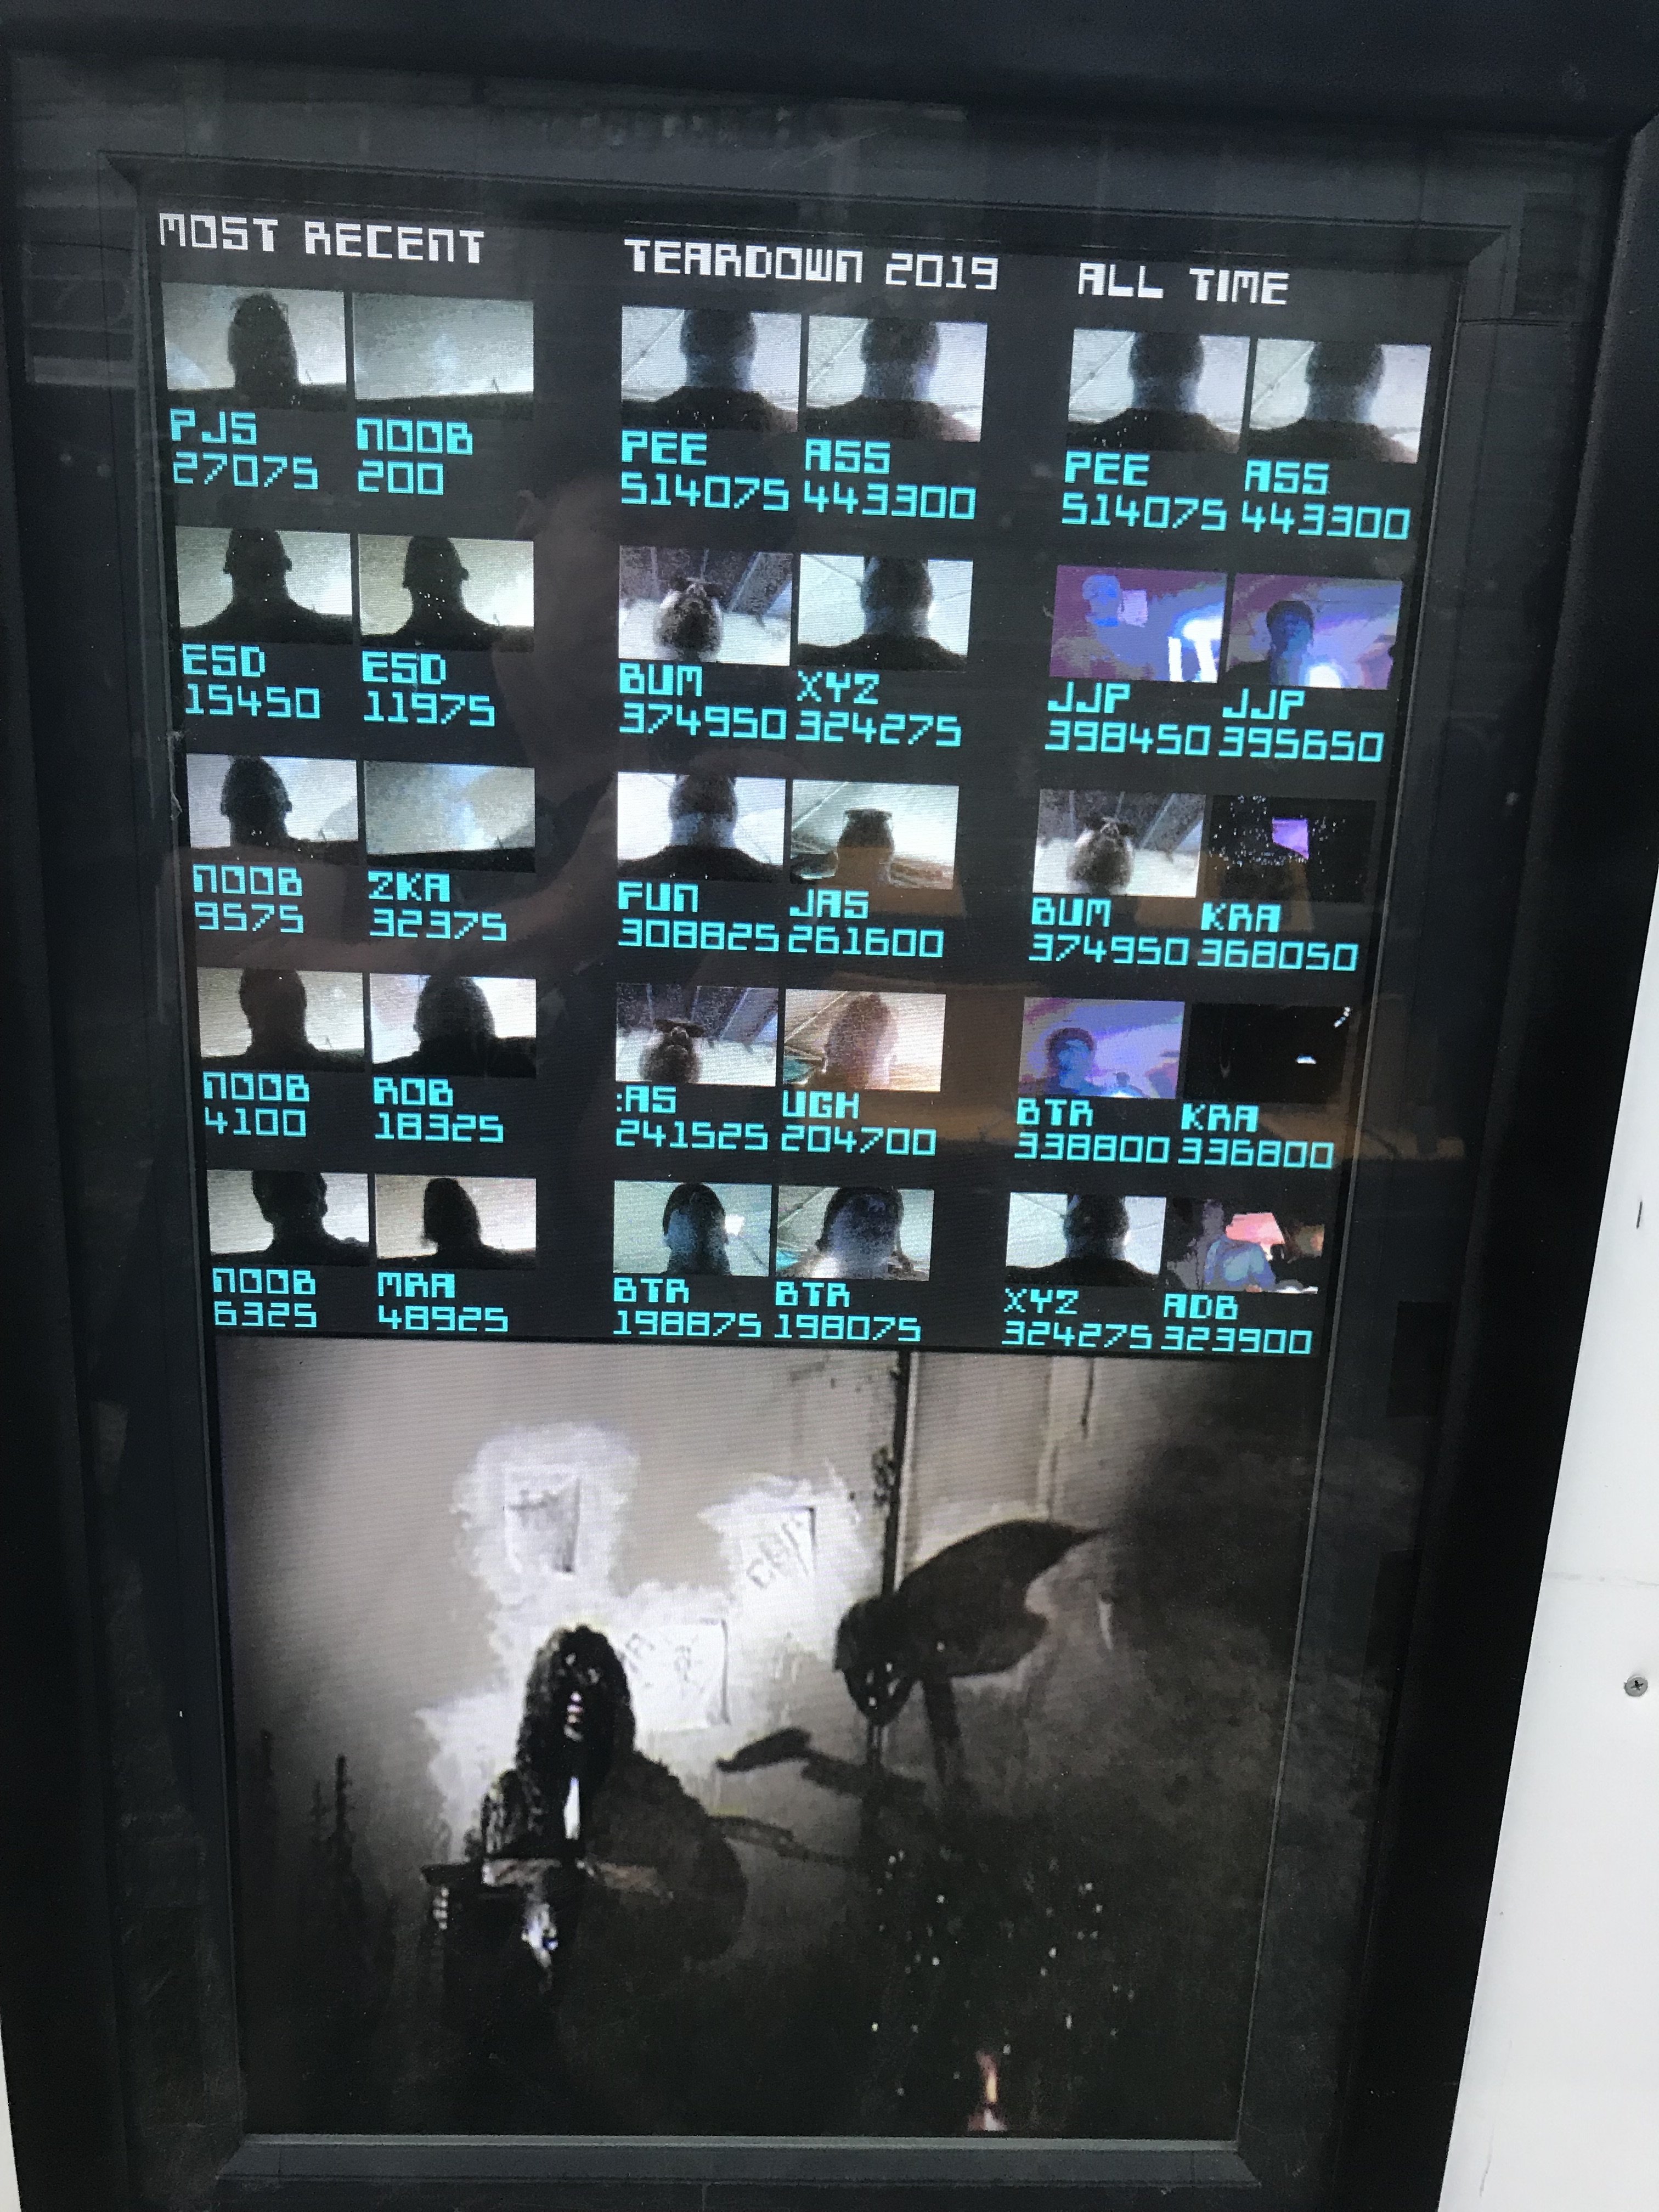 MOST RECENT
PJS NOOB
27075 200
ESD ESD
15450 11975
NOOB ZKA
9575 32375
NOOB ROB
4100 18325
NOOB MRA
6325 48925
TEARDOWN 2019
PEE ASS
514075 443300
BUM XYZ
374950 324275
FUN JAS
308825 261600
:AS UGH
241525 204700
BTR BTR
198875 198075
ALL TIME
PEE ASS
514075 443300
JJP JJP
398450 395650
BUM KRA
374950 368050
BTR KRA
338800 336800
XYZ ADB
324275 323900